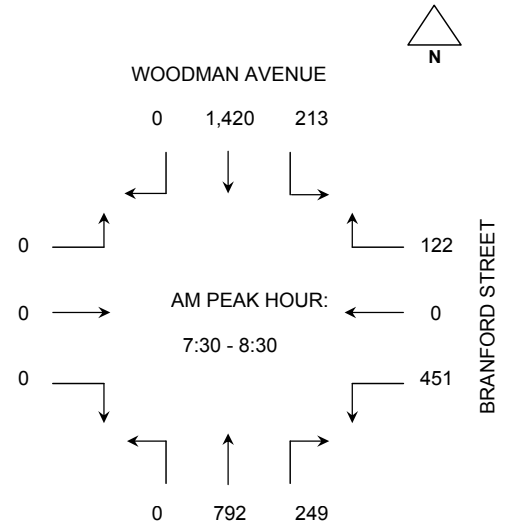 N
WOODMAN AVENUE
0 1,420 213
0 122
AM PEAK HOUR:
0 0
7:30 - 8:30
0 451
BRANFORD STREET
0 792 249